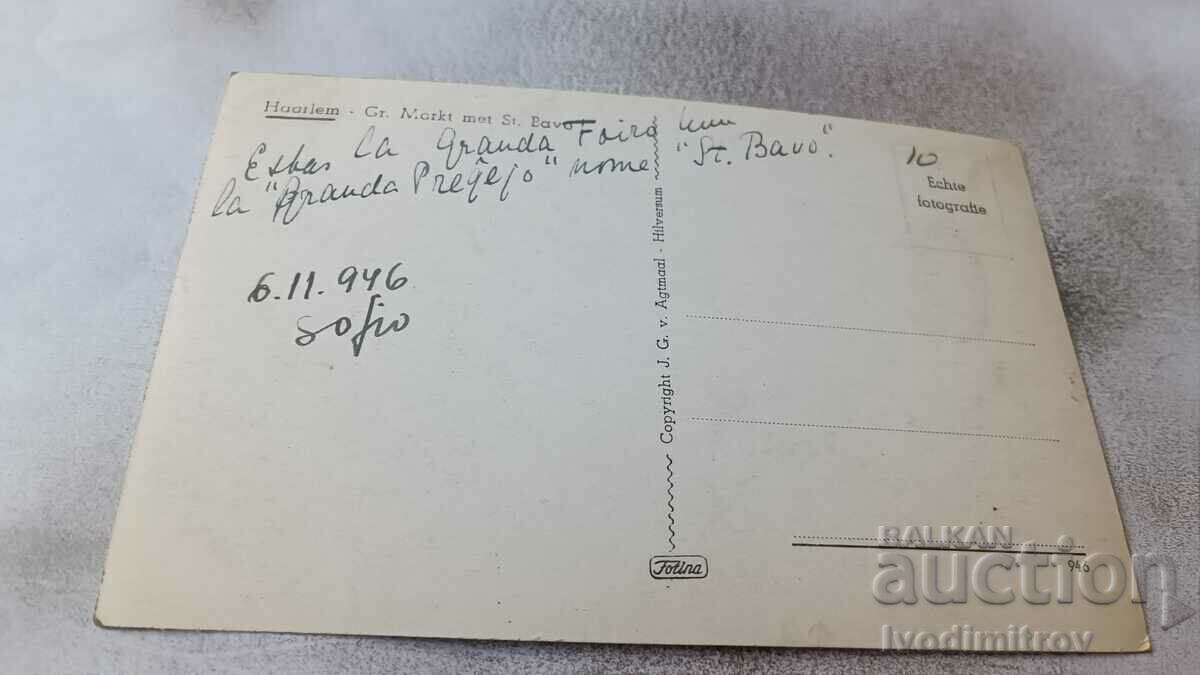 Haarlem - Gr. Markt met St. Bavo
Estas la Granda Foiro kun
la "Granda Preĝejo" nome "St. Bavo".
6.11.946
Sofio
Copyright J. G. v. Agtmaal - Hilversum
Fotina
10
Echte
fotografie
946
BALKAN
auction
Ivodimitrov